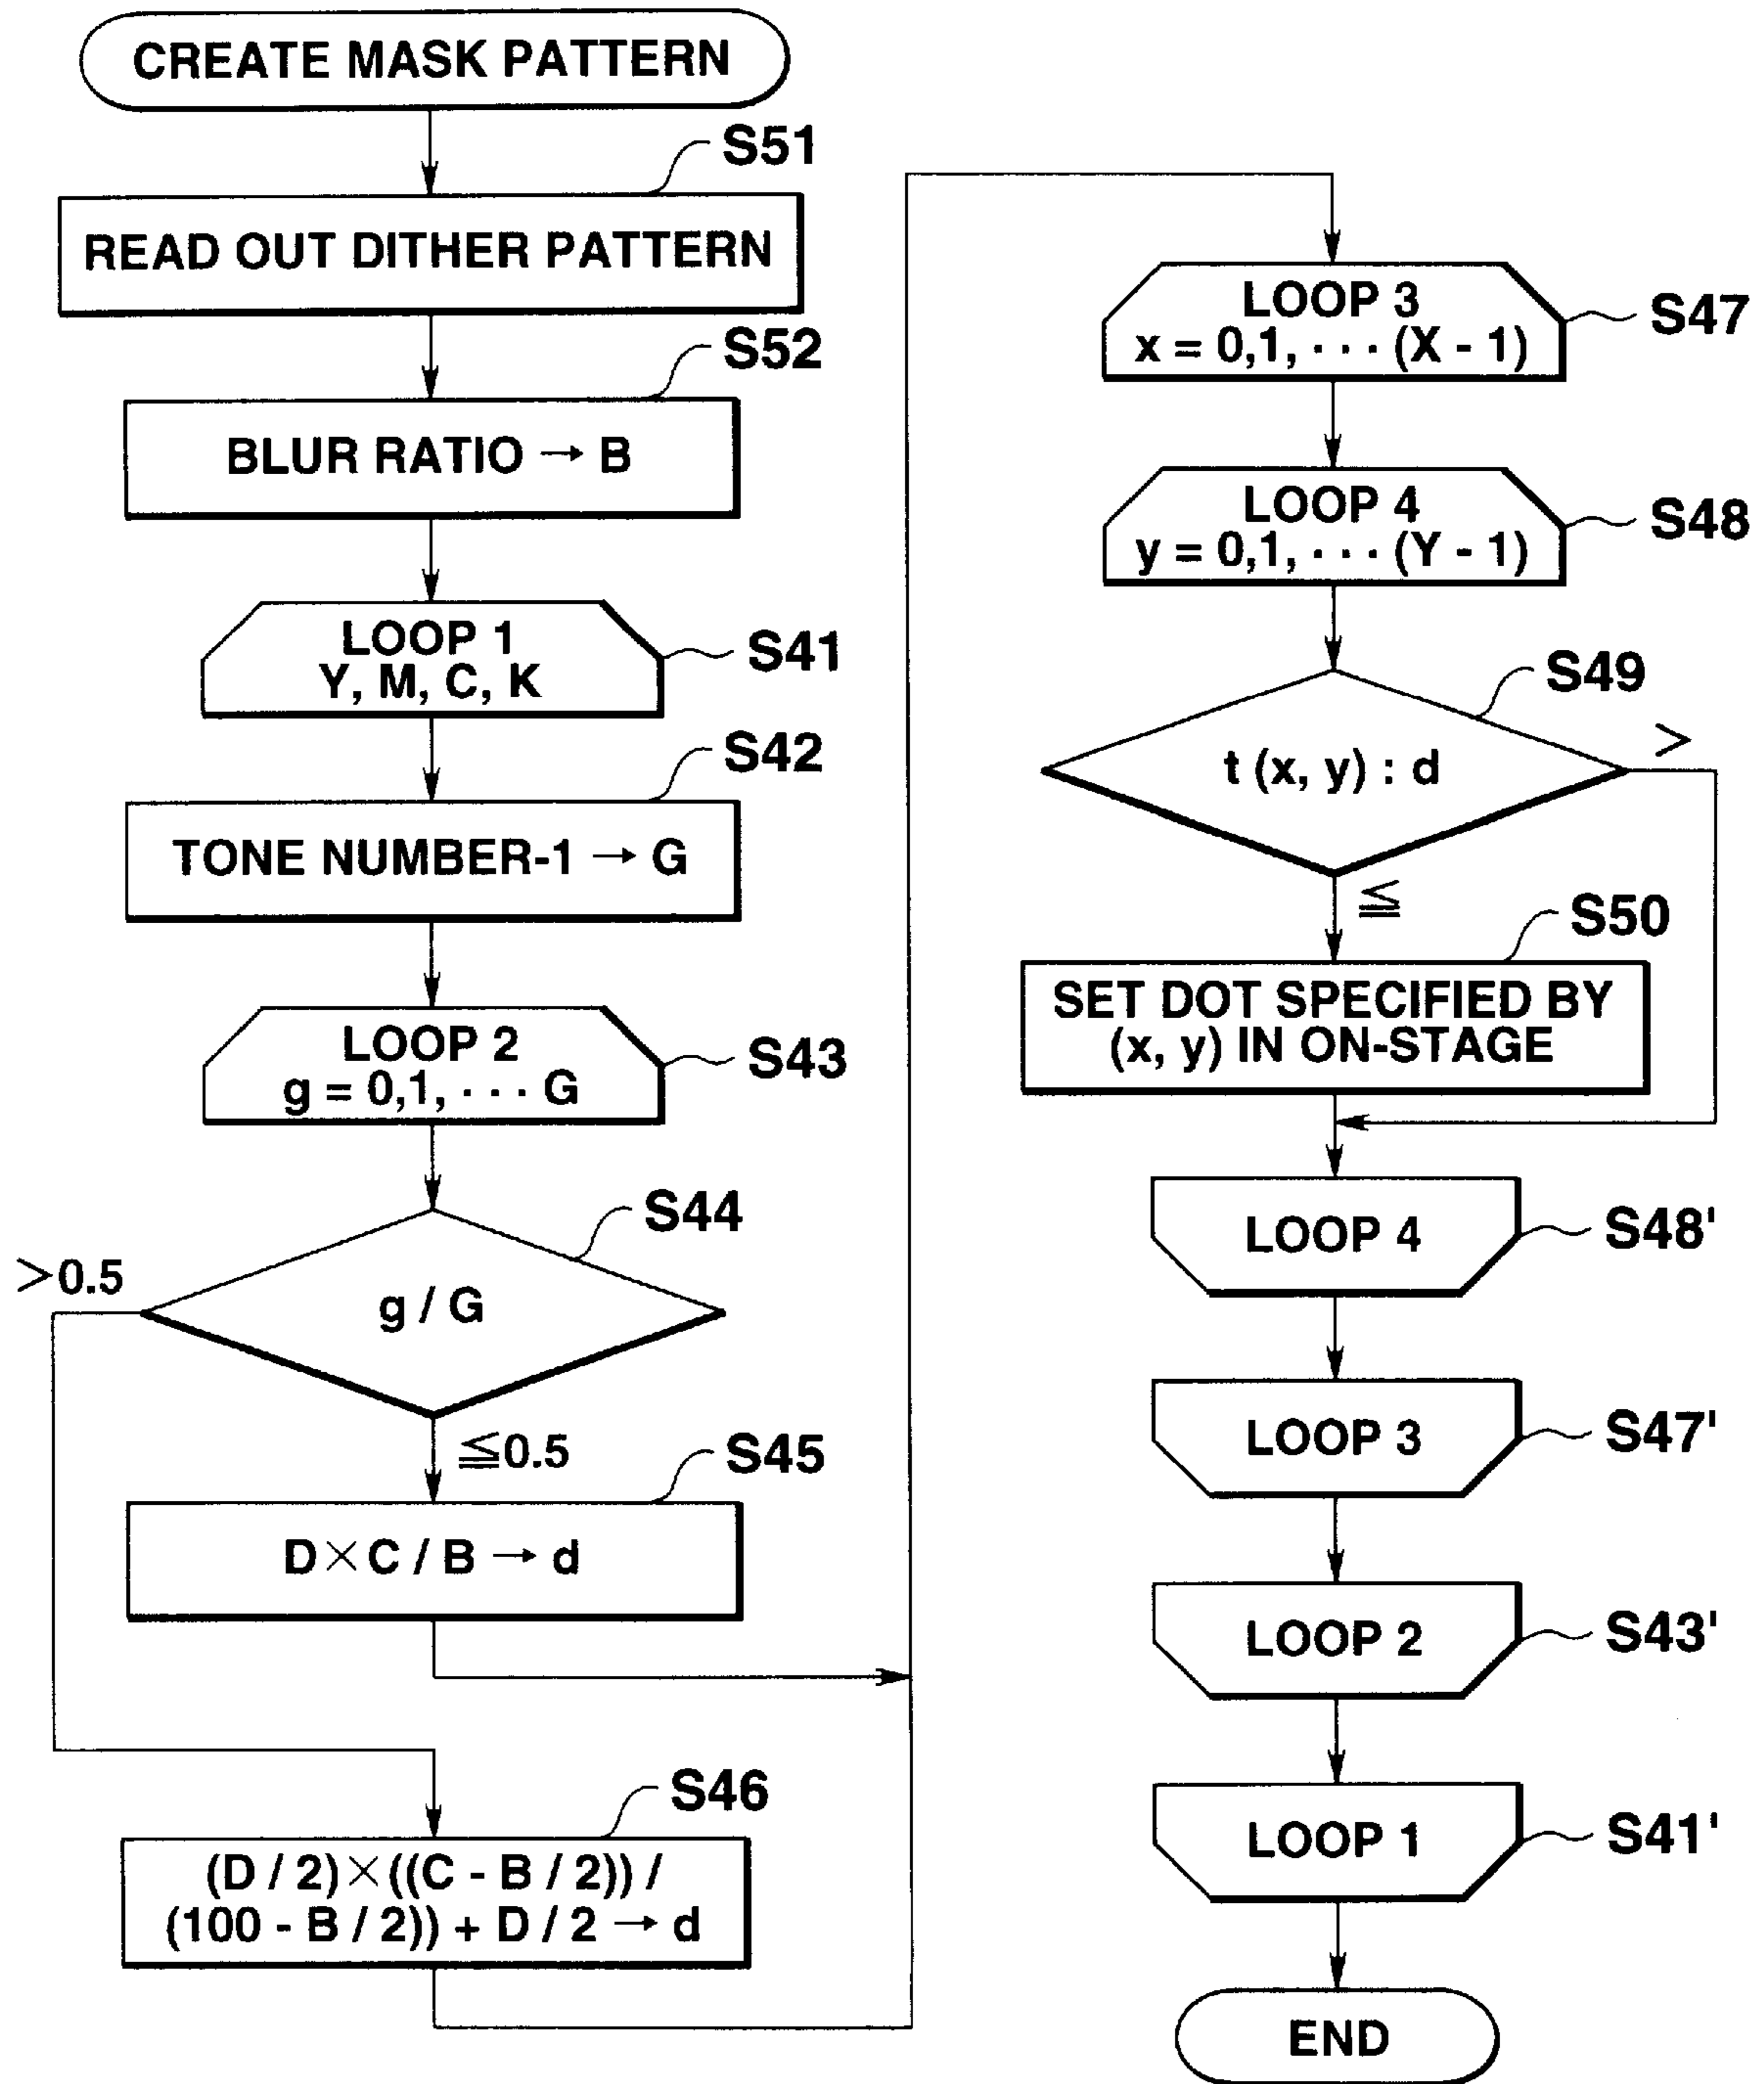 CREATE MASK PATTERN
S51
READ OUT DITHER PATTERN
S52
BLUR RATIO → B
LOOP 1
Y, M, C, K
S41
S42
TONE NUMBER-1 → G
LOOP 2
g = 0,1, · · · G
S43
S44
>0.5
g / G
≦0.5
S45
D×C / B → d
S46
(D / 2)×((C - B / 2)) /
(100 - B / 2)) + D / 2 → d
LOOP 3
x = 0,1, · · · (X - 1)
S47
LOOP 4
y = 0,1, · · · (Y - 1)
S48
S49
>
t (x, y) : d
≦
S50
SET DOT SPECIFIED BY
(x, y) IN ON-STAGE
LOOP 4
S48'
LOOP 3
S47'
LOOP 2
S43'
LOOP 1
S41'
END